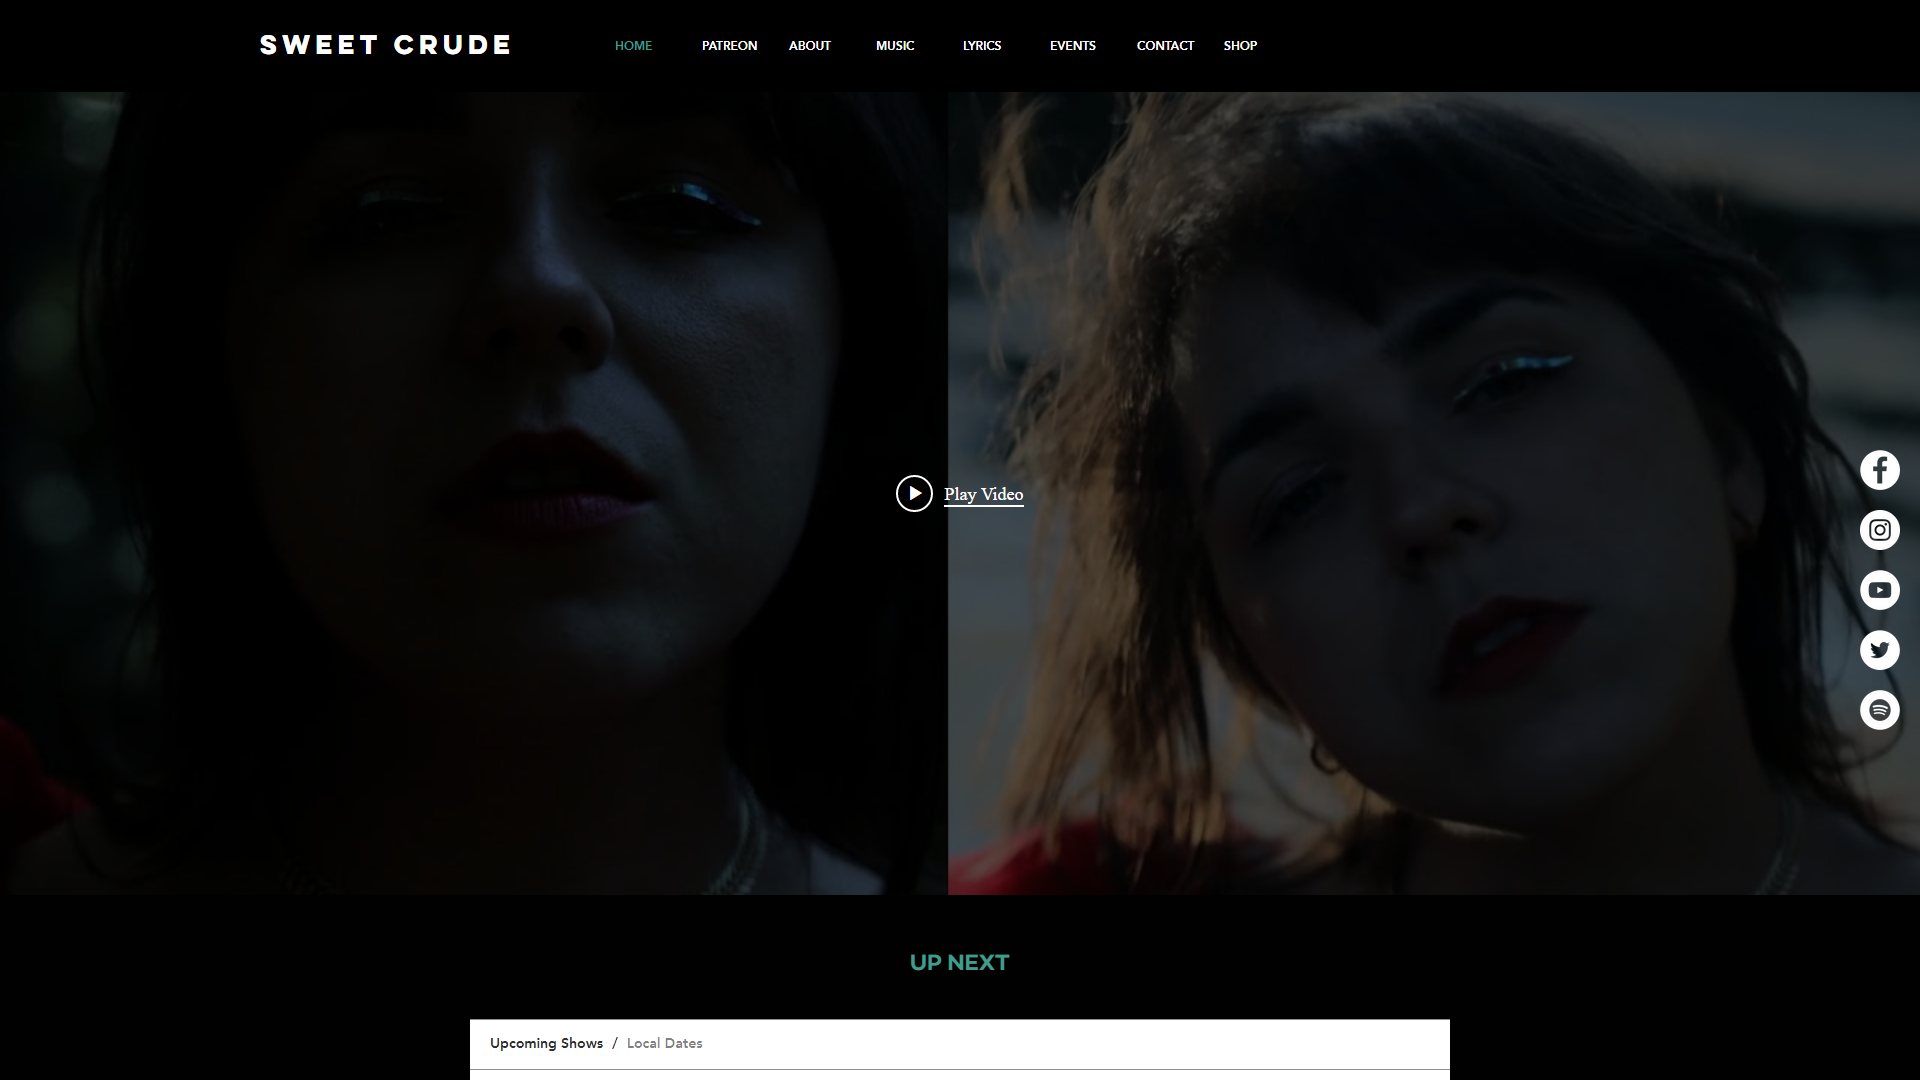 SWEET CRUDE
HOME PATREON ABOUT MUSIC LYRICS EVENTS CONTACT SHOP
Play Video
UP NEXT
Upcoming Shows / Local Dates